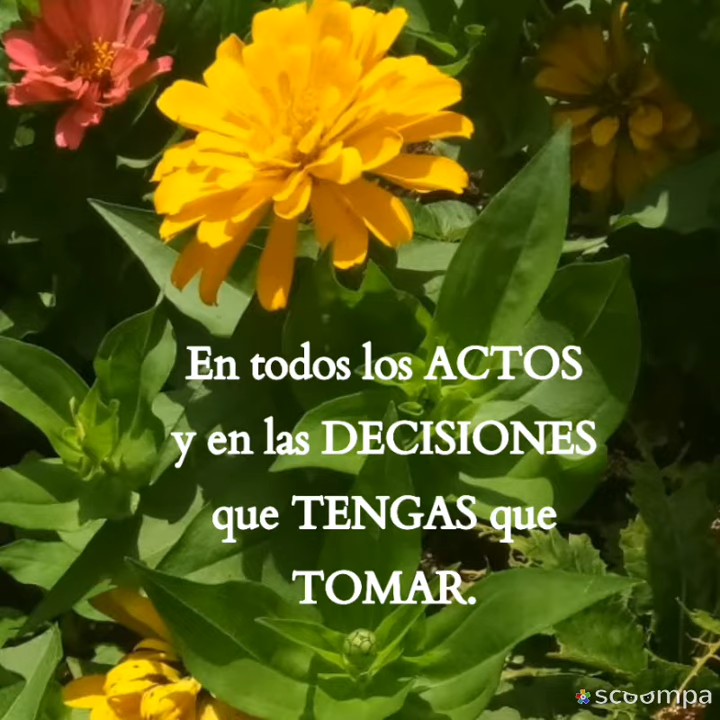 En todos los ACTOS
y en las DECISIONES
que TENGAS que
TOMAR.
scoompa